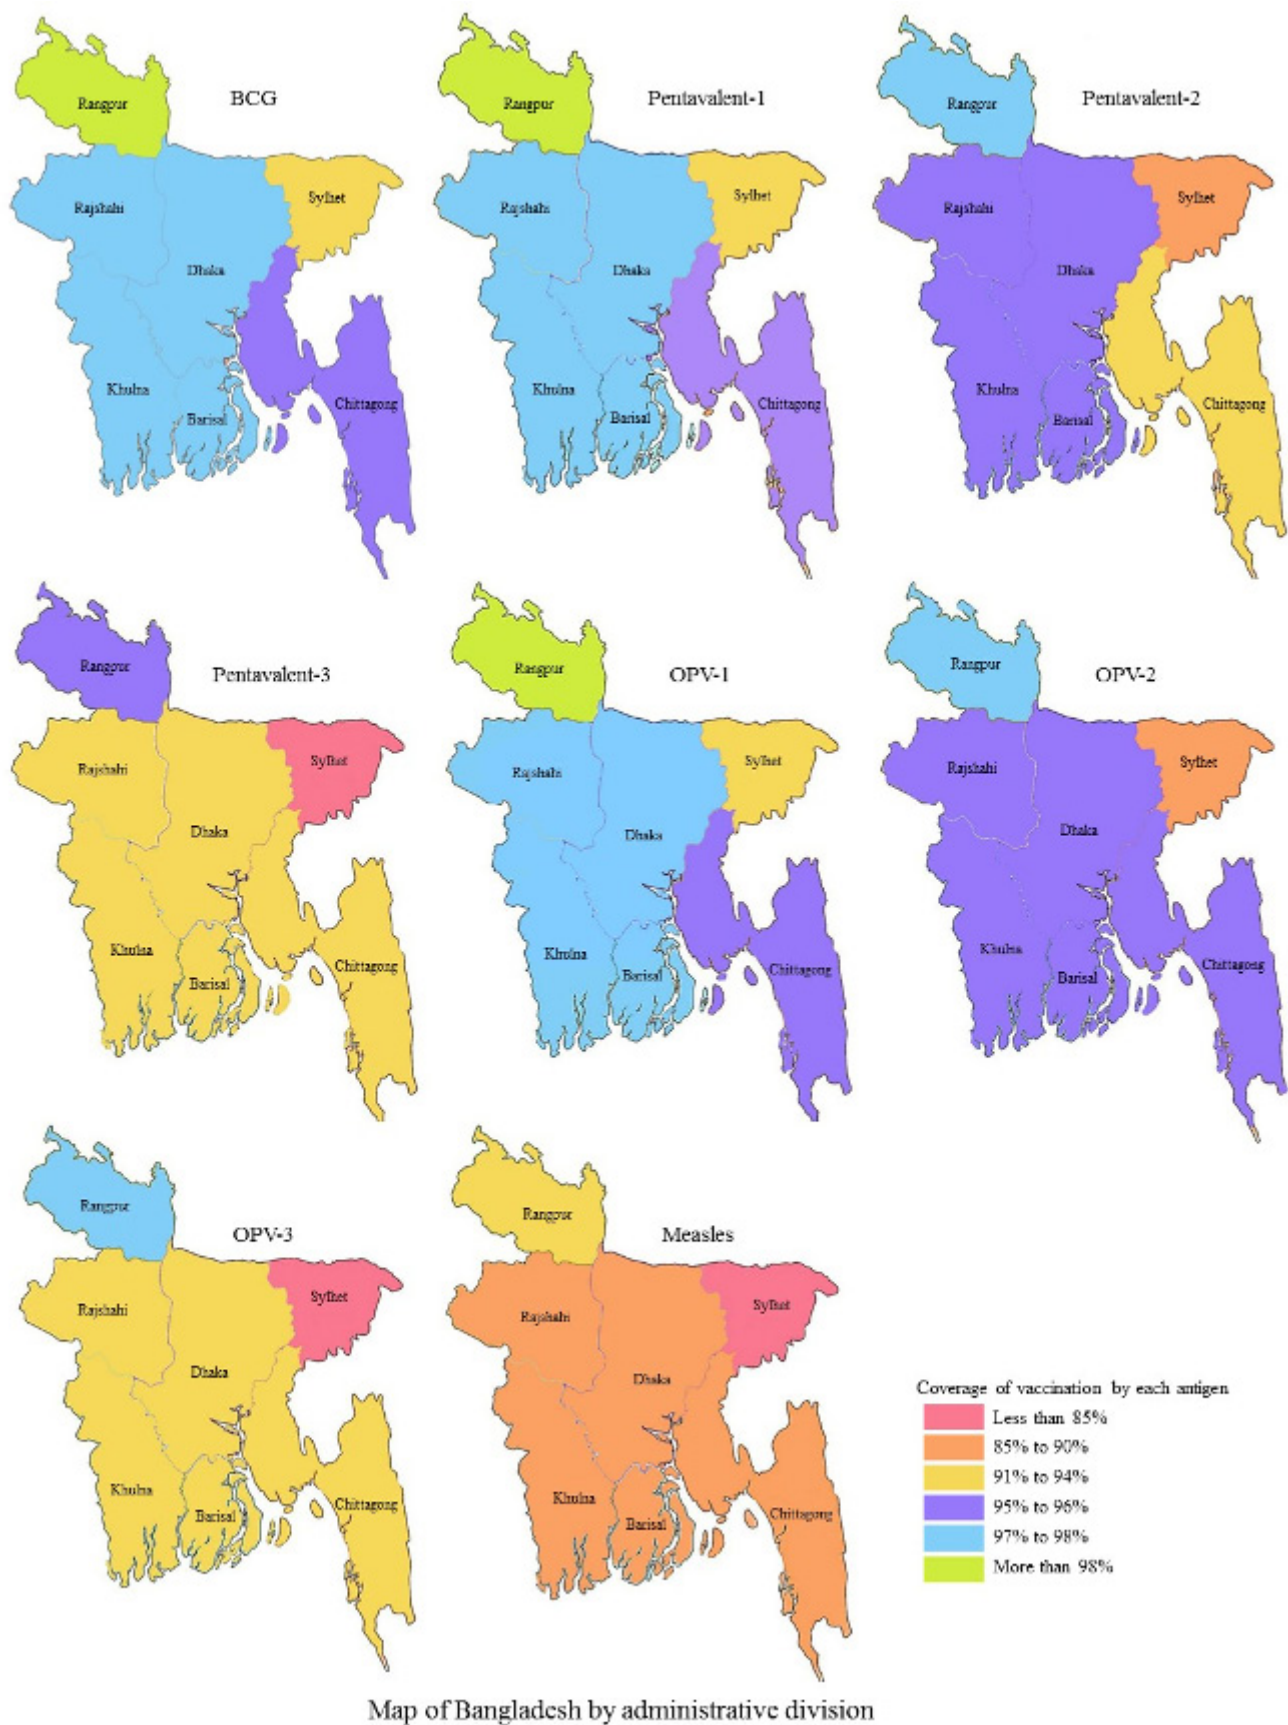 BCG
Rangpur
Rajshahi
Sylhet
Dhaka
Khulna
Barisal
Chittagong
Pentavalent-1
Rangpur
Rajshahi
Sylhet
Dhaka
Khulna
Barisal
Chittagong
Pentavalent-2
Rangpur
Rajshahi
Sylhet
Dhaka
Khulna
Barisal
Chittagong
Pentavalent-3
Rangpur
Rajshahi
Sylhet
Dhaka
Khulna
Barisal
Chittagong
OPV-1
Rangpur
Rajshahi
Sylhet
Dhaka
Khulna
Barisal
Chittagong
OPV-2
Rangpur
Rajshahi
Sylhet
Dhaka
Khulna
Barisal
Chittagong
OPV-3
Rangpur
Rajshahi
Sylhet
Dhaka
Khulna
Barisal
Chittagong
Measles
Rangpur
Rajshahi
Sylhet
Dhaka
Khulna
Barisal
Chittagong
Coverage of vaccination by each antigen
Less than 85%
85% to 90%
91% to 94%
95% to 96%
97% to 98%
More than 98%
Map of Bangladesh by administrative division